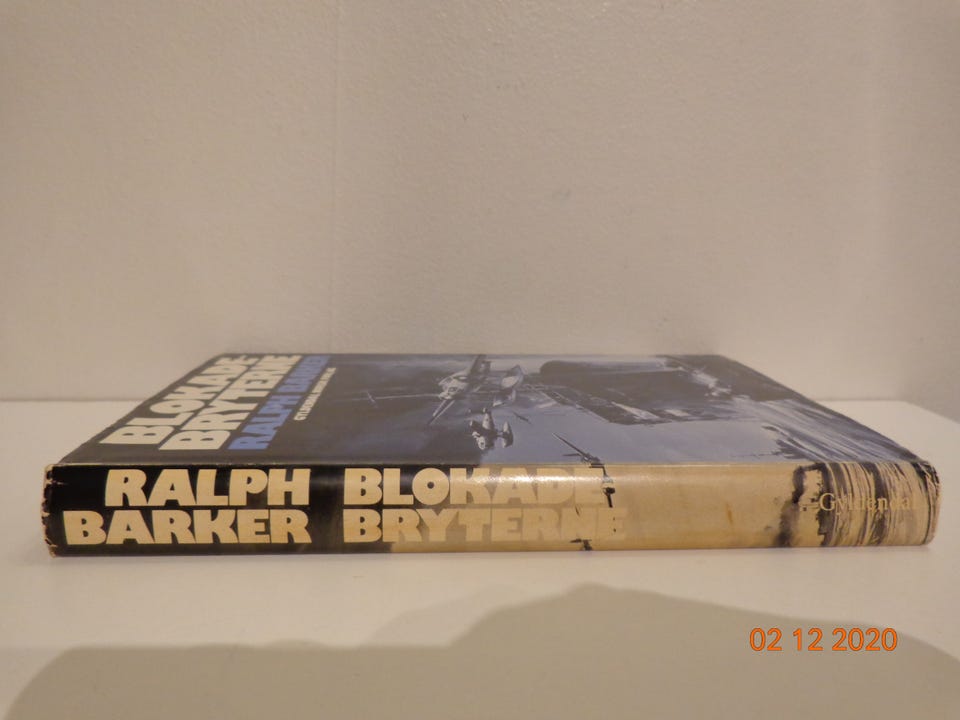 BLOKADE-
BRYTERNE
RALPH BARKER
RALPH
BARKER
BLOKADE
BRYTERNE
Gyldendal
02 12 2020